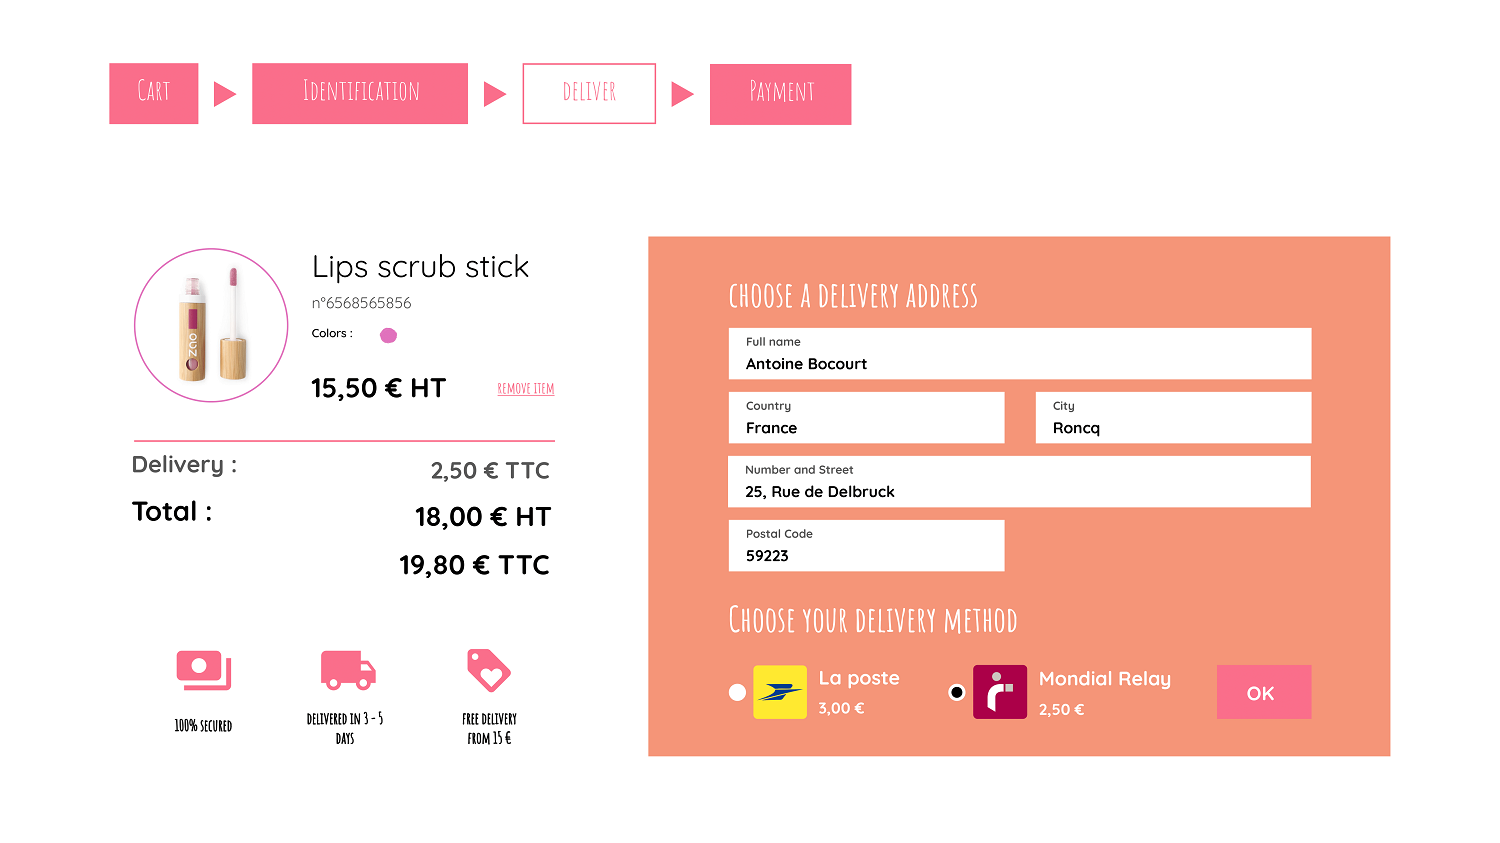 Cart
Identification
deliver
Payment
Lips scrub stick
n°6568565856
Colors :
15,50 € HT
remove item
Delivery :
2,50 € TTC
Total :
18,00 € HT
19,80 € TTC
100% secured
delivered in 3 - 5
days
free delivery
from 15 €
zao
choose a delivery address
Full name
Antoine Bocourt
Country
France
City
Roncq
Number and Street
25, Rue de Delbruck
Postal Code
59223
Choose your delivery method
La poste
3,00 €
Mondial Relay
2,50 €
OK